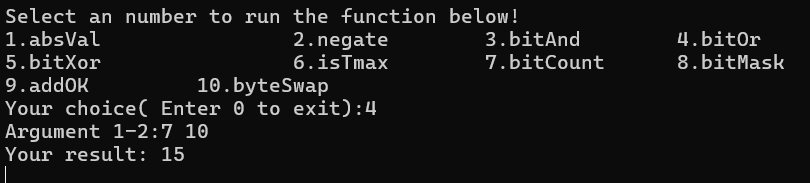 Select an number to run the function below!
1.absVal 2.negate 3.bitAnd 4.bitOr
5.bitXor 6.isTmax 7.bitCount 8.bitMask
9.addOK 10.byteSwap
Your choice( Enter 0 to exit):4
Argument 1-2:7 10
Your result: 15